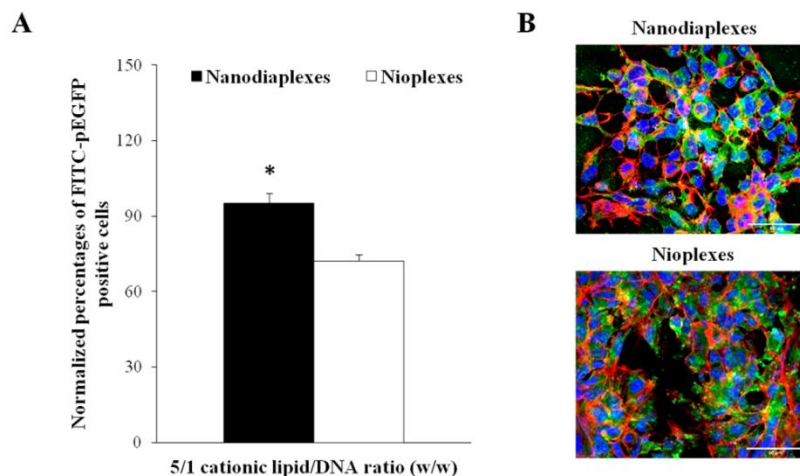 A
B
Nanodiaplexes
150
Nanodiaplexes Nioplexes
120
*
90
60
30
0
Normalized percentages of FITC-pEGFP
positive cells
5/1 cationic lipid/DNA ratio (w/w)
Nioplexes